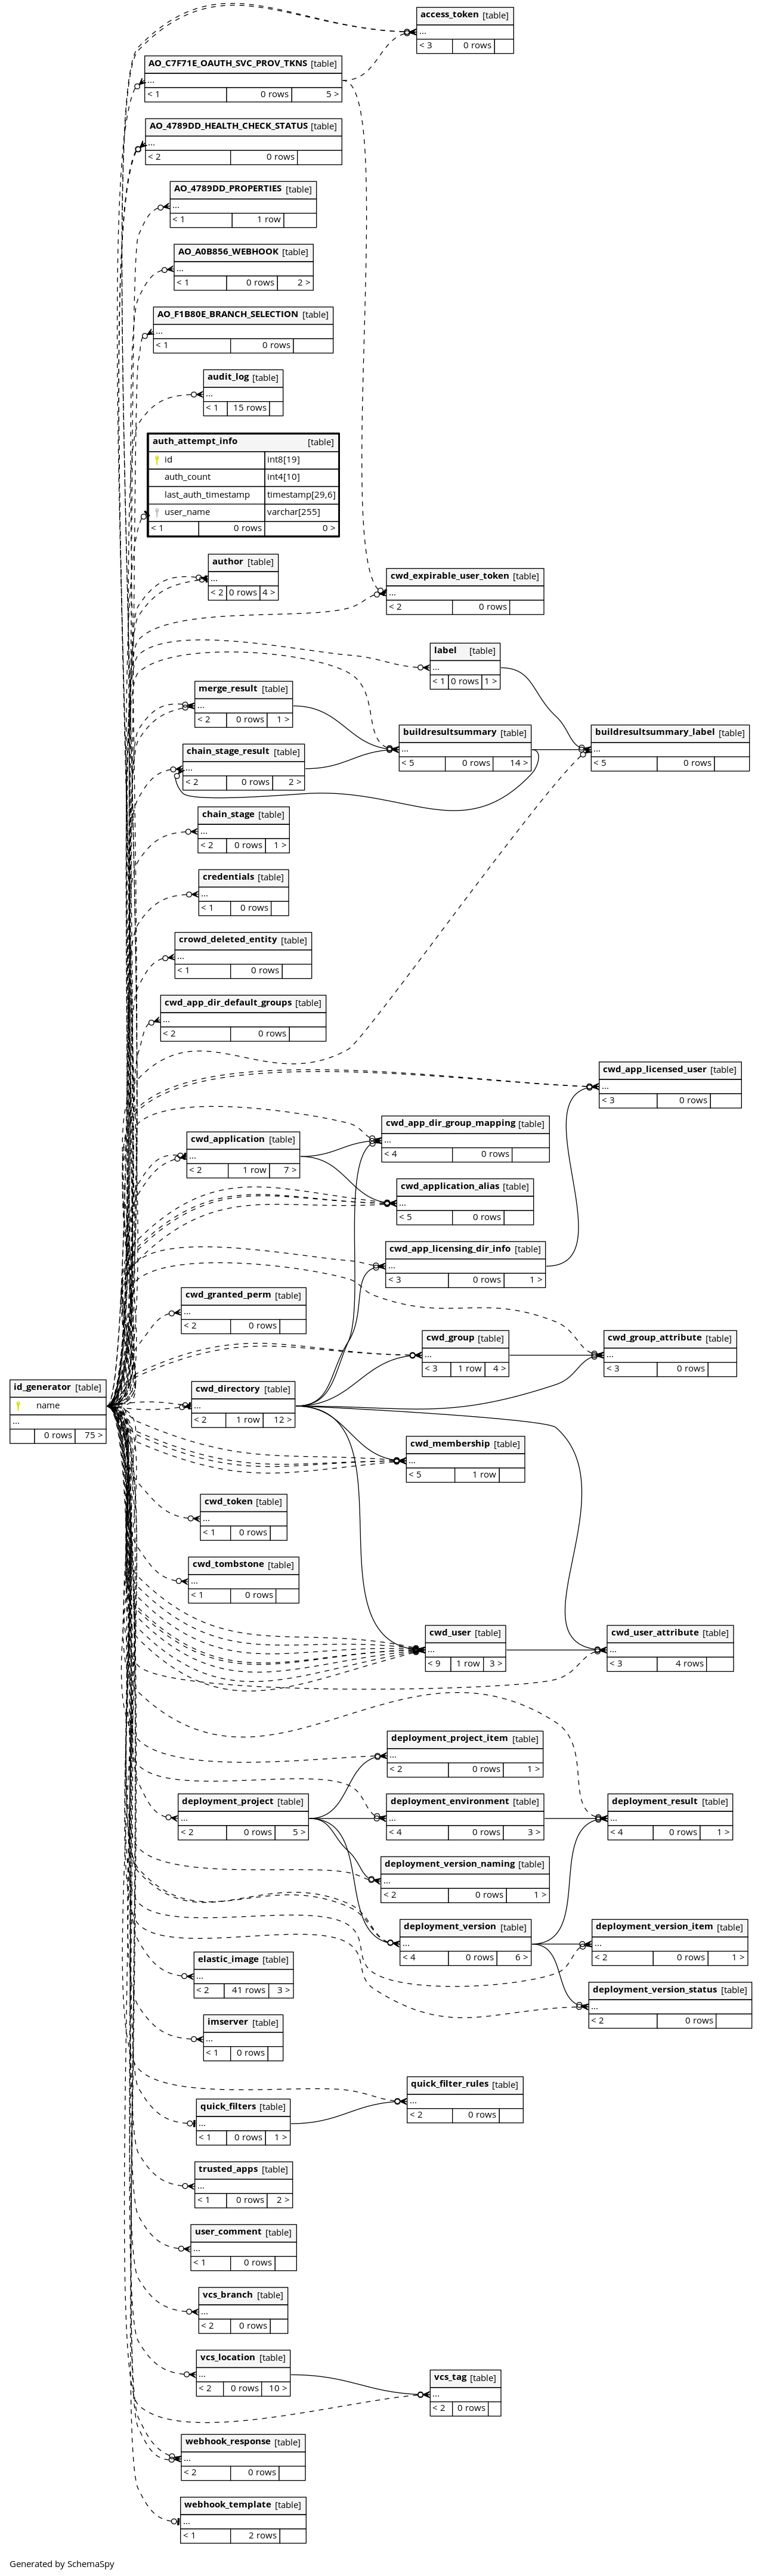 access_token [table]
...
< 3 0 rows
AO_C7F71E_OAUTH_SVC_PROV_TKNS [table]
...
< 1 0 rows 5 >
AO_4789DD_HEALTH_CHECK_STATUS [table]
...
< 2 0 rows
AO_4789DD_PROPERTIES [table]
...
< 1 1 row
AO_A0B856_WEBHOOK [table]
...
< 1 0 rows 2 >
AO_F1B80E_BRANCH_SELECTION [table]
...
< 1 0 rows
audit_log [table]
...
< 1 15 rows
auth_attempt_info [table]
id int8[19]
auth_count int4[10]
last_auth_timestamp timestamp[29,6]
user_name varchar[255]
< 1 0 rows 0 >
author [table]
...
< 2 0 rows 4 >
cwd_expirable_user_token [table]
...
< 2 0 rows
label [table]
...
< 1 0 rows 1 >
merge_result [table]
...
< 2 0 rows 1 >
buildresultsummary [table]
...
< 5 0 rows 14 >
buildresultsummary_label [table]
...
< 5 0 rows
chain_stage_result [table]
...
< 2 0 rows 2 >
chain_stage [table]
...
< 2 0 rows 1 >
credentials [table]
...
< 1 0 rows
crowd_deleted_entity [table]
...
< 1 0 rows
cwd_app_dir_default_groups [table]
...
< 2 0 rows
cwd_app_licensed_user [table]
...
< 3 0 rows
cwd_app_dir_group_mapping [table]
...
< 4 0 rows
cwd_application [table]
...
< 2 1 row 7 >
cwd_application_alias [table]
...
< 5 0 rows
cwd_app_licensing_dir_info [table]
...
< 3 0 rows 1 >
cwd_granted_perm [table]
...
< 2 0 rows
cwd_group [table]
...
< 3 1 row 4 >
cwd_group_attribute [table]
...
< 3 0 rows
id_generator [table]
name
...
0 rows 75 >
cwd_directory [table]
...
< 2 1 row 12 >
cwd_membership [table]
...
< 5 1 row
cwd_token [table]
...
< 1 0 rows
cwd_tombstone [table]
...
< 1 0 rows
cwd_user [table]
...
< 9 1 row 3 >
cwd_user_attribute [table]
...
< 3 4 rows
deployment_project_item [table]
...
< 2 0 rows 1 >
deployment_project [table]
...
< 2 0 rows 5 >
deployment_environment [table]
...
< 4 0 rows 3 >
deployment_result [table]
...
< 4 0 rows 1 >
deployment_version_naming [table]
...
< 2 0 rows 1 >
deployment_version [table]
...
< 4 0 rows 6 >
deployment_version_item [table]
...
< 2 0 rows 1 >
elastic_image [table]
...
< 2 41 rows 3 >
deployment_version_status [table]
...
< 2 0 rows
imserver [table]
...
< 1 0 rows
quick_filter_rules [table]
...
< 2 0 rows
quick_filters [table]
...
< 1 0 rows 1 >
trusted_apps [table]
...
< 1 0 rows 2 >
user_comment [table]
...
< 1 0 rows
vcs_branch [table]
...
< 2 0 rows
vcs_location [table]
...
< 2 0 rows 10 >
vcs_tag [table]
...
< 2 0 rows
webhook_response [table]
...
< 2 0 rows
webhook_template [table]
...
< 1 2 rows
Generated by SchemaSpy